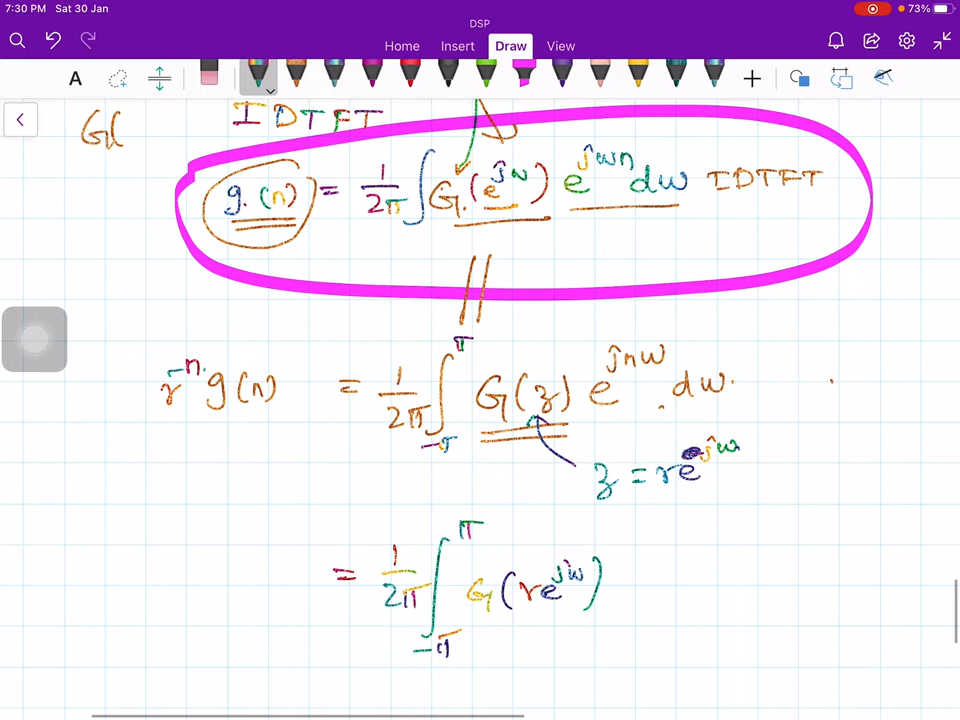 7:30 PM Sat 30 Jan
73%
DSP
Home Insert Draw View
A
G(
IDTFT
g(n) = 1/2π ∫ G(e^jω) e^jωn dω IDTFT
r^-n g(n) = 1/2π ∫_-π^π G(z) e^jnω dω
z = re^jω
= 1/2π ∫_-π^π G(re^jω)